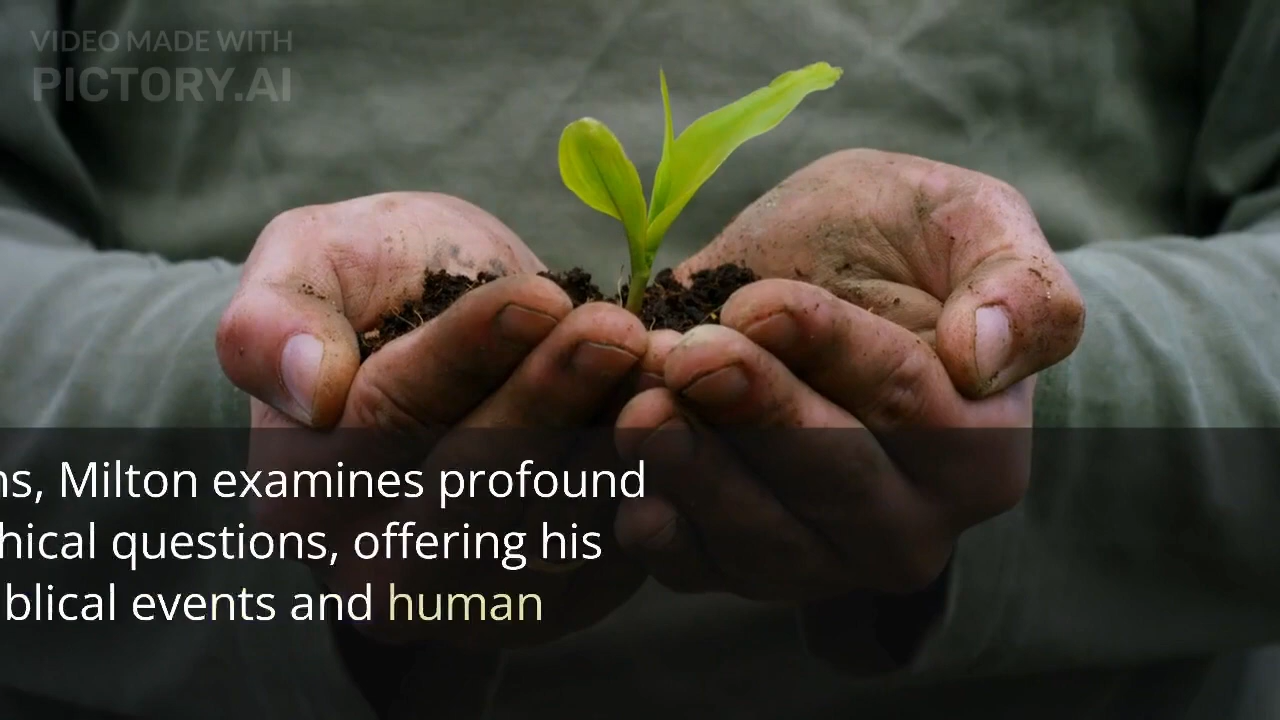 VIDEO MADE WITH
PICTORY.AI
ns, Milton examines profound
hical questions, offering his
blical events and human